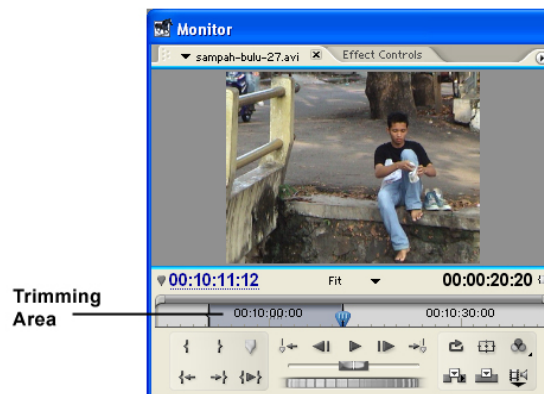 Monitor
sampah-bulu-27.avi
Effect Controls
00:10:11:12
Fit
00:00:20:20
Trimming
Area
00:10:00:00
00:10:30:00